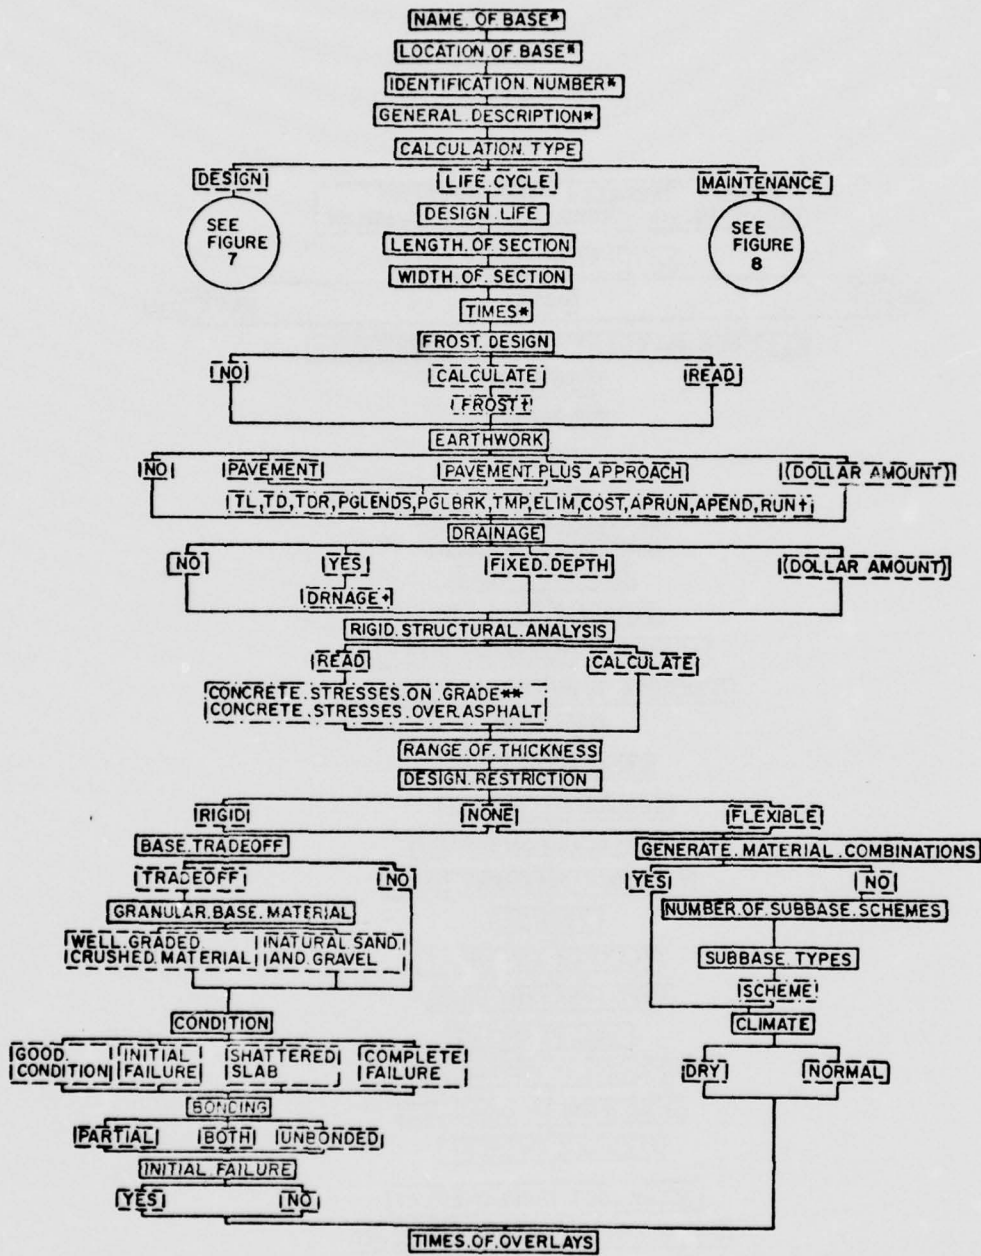 NAME.OF.BASE*
LOCATION.OF.BASE*
IDENTIFICATION.NUMBER*
GENERAL.DESCRIPTION*
CALCULATION.TYPE
DESIGN
LIFE.CYCLE
MAINTENANCE
SEE
FIGURE
7
DESIGN.LIFE
LENGTH.OF.SECTION
WIDTH.OF.SECTION
SEE
FIGURE
8
TIMES*
FROST.DESIGN
NO
CALCULATE
READ
FROST†
EARTHWORK
NO
PAVEMENT
PAVEMENT.PLUS.APPROACH
(DOLLAR AMOUNT)
TL,TD,TDR,PGLENDS,PGLBRK,TMP,ELIM,COST,APRUN,APEND,RUN†
DRAINAGE
NO
YES
FIXED.DEPTH
(DOLLAR AMOUNT)
DRNAGE†
RIGID.STRUCTURAL.ANALYSIS
READ
CALCULATE
CONCRETE.STRESSES.ON.GRADE**
CONCRETE.STRESSES.OVER.ASPHALT
RANGE.OF.THICKNESS
DESIGN.RESTRICTION
RIGID
NONE
FLEXIBLE
BASE.TRADEOFF
GENERATE.MATERIAL.COMBINATIONS
TRADEOFF
NO
YES
NO
GRANULAR.BASE.MATERIAL
NUMBER.OF.SUBBASE.SCHEMES
WELL.GRADED.
CRUSHED.MATERIAL
NATURAL.SAND.
AND.GRAVEL
SUBBASE.TYPES
SCHEME
CONDITION
CLIMATE
GOOD.
CONDITION
INITIAL
FAILURE
SHATTERED
SLAB
COMPLETE
FAILURE
DRY
NORMAL
BONDING
PARTIAL
BOTH
UNBONDED
INITIAL.FAILURE
YES
NO
TIMES.OF.OVERLAYS